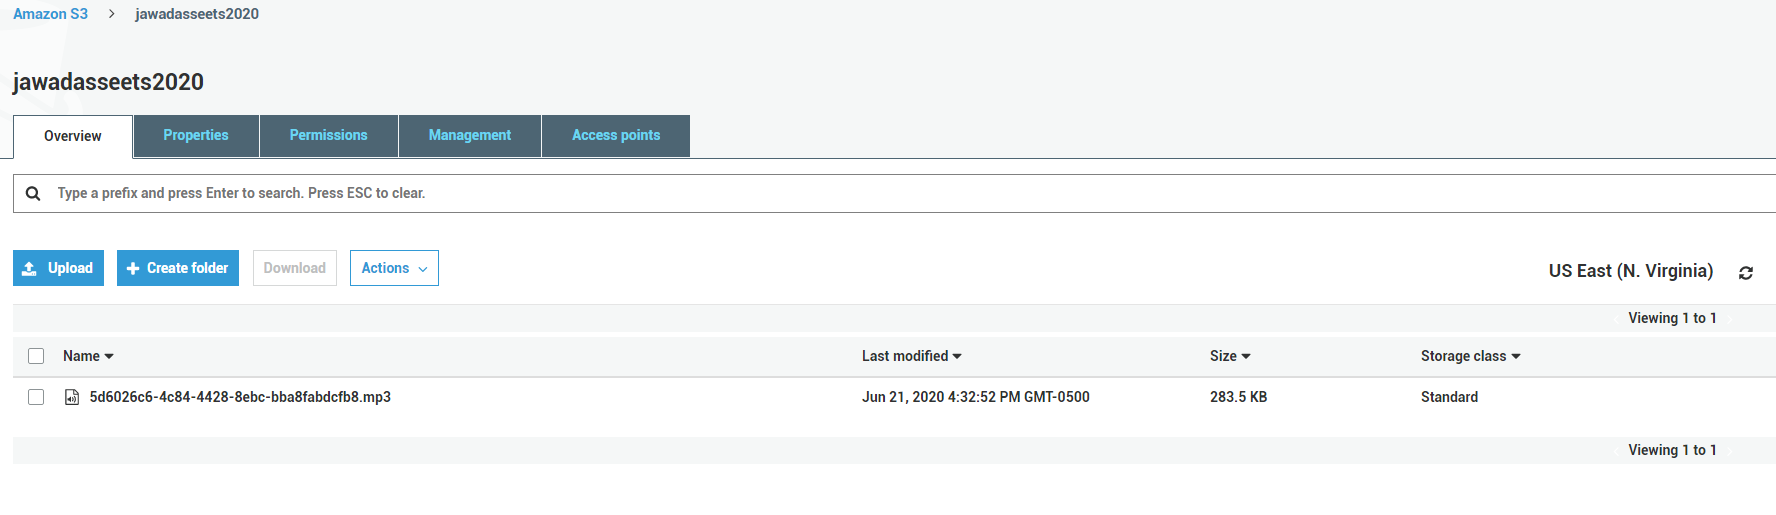 Amazon S3 > jawadasseets2020
jawadasseets2020
Overview Properties Permissions Management Access points
Type a prefix and press Enter to search. Press ESC to clear.
Upload + Create folder Download Actions US East (N. Virginia)
Viewing 1 to 1
Name Last modified Size Storage class
5d6026c6-4c84-4428-8ebc-bba8fabdcfb8.mp3 Jun 21, 2020 4:32:52 PM GMT-0500 283.5 KB Standard
Viewing 1 to 1